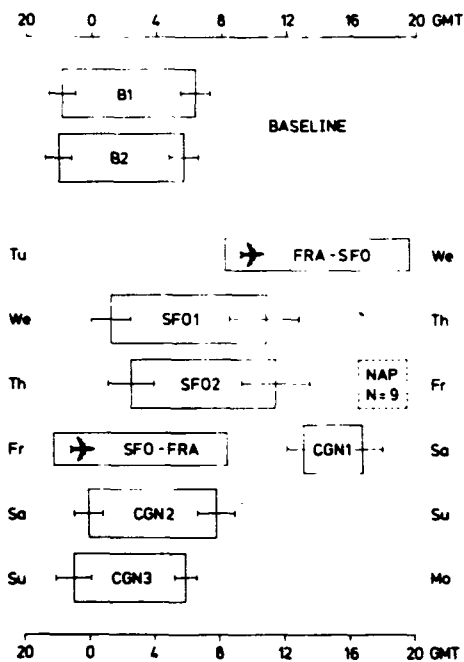 20 0 4 8 12 16 20 GMT
B1
BASELINE
B2
Tu FRA-SFO We
We SFO1 Th
Th SFO2 NAP Fr
N=9
Fr SFO-FRA CGN1 Sa
Sa CGN2 Su
Su CGN3 Mo
20 0 4 8 12 16 20 GMT